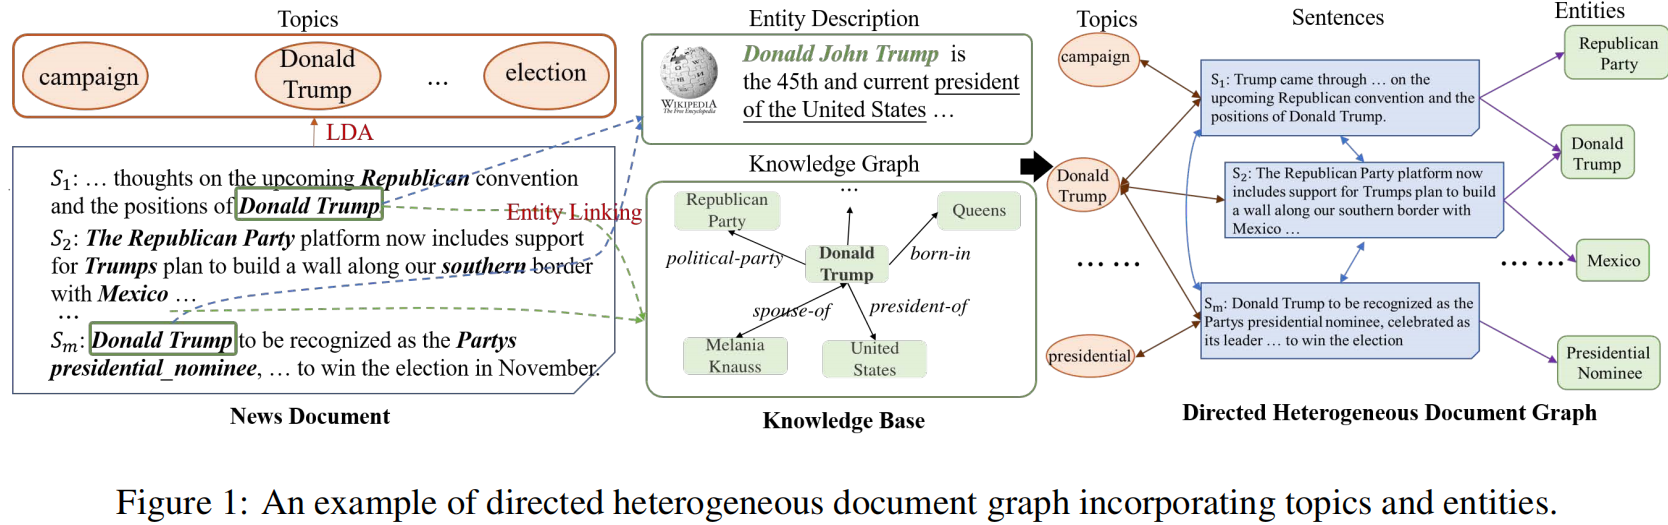 Topics
campaign
Donald
Trump
...
election
LDA
S1: … thoughts on the upcoming Republican convention
and the positions of Donald Trump
S2: The Republican Party platform now includes support
for Trumps plan to build a wall along our southern border
with Mexico …
…
Sm: Donald Trump to be recognized as the Partys
presidential_nominee, … to win the election in November.
News Document
Entity Linking
Entity Description
WIKIPEDIA
The Free Encyclopedia
Donald John Trump is
the 45th and current president
of the United States …
Knowledge Graph
...
Republican
Party
Queens
political-party
Donald
Trump
born-in
spouse-of
president-of
Melania
Knauss
United
States
Knowledge Base
Topics
campaign
Donald
Trump
... ...
presidential
Sentences
S1: Trump came through … on the
upcoming Republican convention and the
positions of Donald Trump.
S2: The Republican Party platform now
includes support for Trumps plan to build
a wall along our southern border with
Mexico …
Sm: Donald Trump to be recognized as the
Partys presidential nominee, celebrated as
its leader … to win the election
Entities
Republican
Party
Donald
Trump
Mexico
... ...
Presidential
Nominee
Directed Heterogeneous Document Graph
Figure 1: An example of directed heterogeneous document graph incorporating topics and entities.